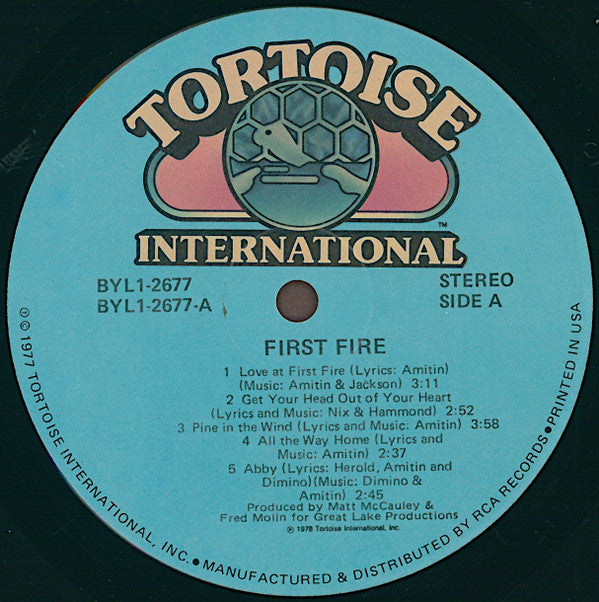 TORTOISE
INTERNATIONAL
™
BYL1-2677
BYL1-2677-A
STEREO
SIDE A
FIRST FIRE
1 Love at First Fire (Lyrics: Amitin)
(Music: Amitin & Jackson) 3:11
2 Get Your Head Out of Your Heart
(Lyrics and Music: Nix & Hammond) 2:52
3 Pine in the Wind (Lyrics and Music: Amitin) 3:58
4 All the Way Home (Lyrics and
Music: Amitin) 2:37
5 Abby (Lyrics: Herold, Amitin and
Dimino)(Music: Dimino &
Amitin) 2:45
Produced by Matt McCauley &
Fred Molin for Great Lake Productions
℗ 1978 Tortoise International, Inc.
℗ © 1977 TORTOISE INTERNATIONAL, INC. • MANUFACTURED & DISTRIBUTED BY RCA RECORDS • PRINTED IN USA